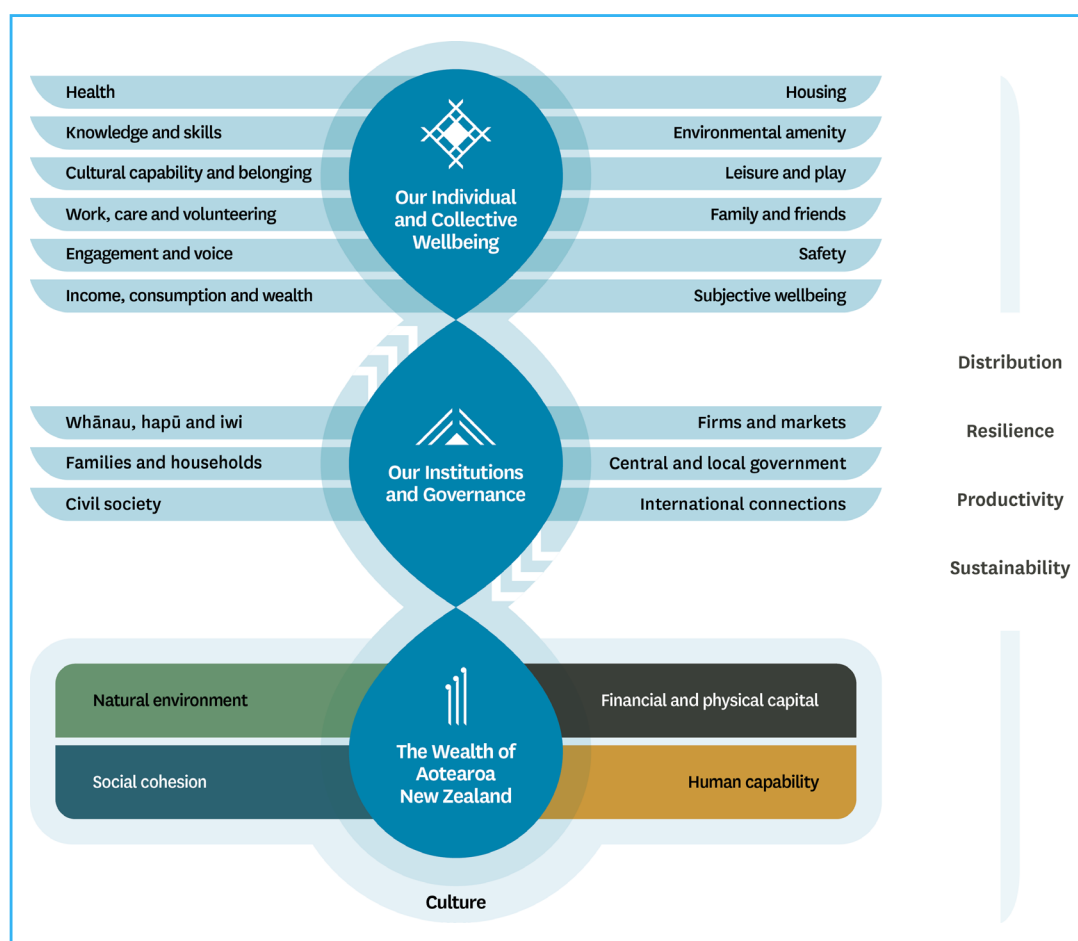 Health
Housing
Knowledge and skills
Environmental amenity
Cultural capability and belonging
Leisure and play
Our Individual
and Collective
Wellbeing
Work, care and volunteering
Family and friends
Engagement and voice
Safety
Income, consumption and wealth
Subjective wellbeing
Whānau, hapū and iwi
Firms and markets
Families and households
Central and local government
Our Institutions
and Governance
Civil society
International connections
Natural environment
Financial and physical capital
The Wealth of
Aotearoa
New Zealand
Social cohesion
Human capability
Culture
Distribution
Resilience
Productivity
Sustainability